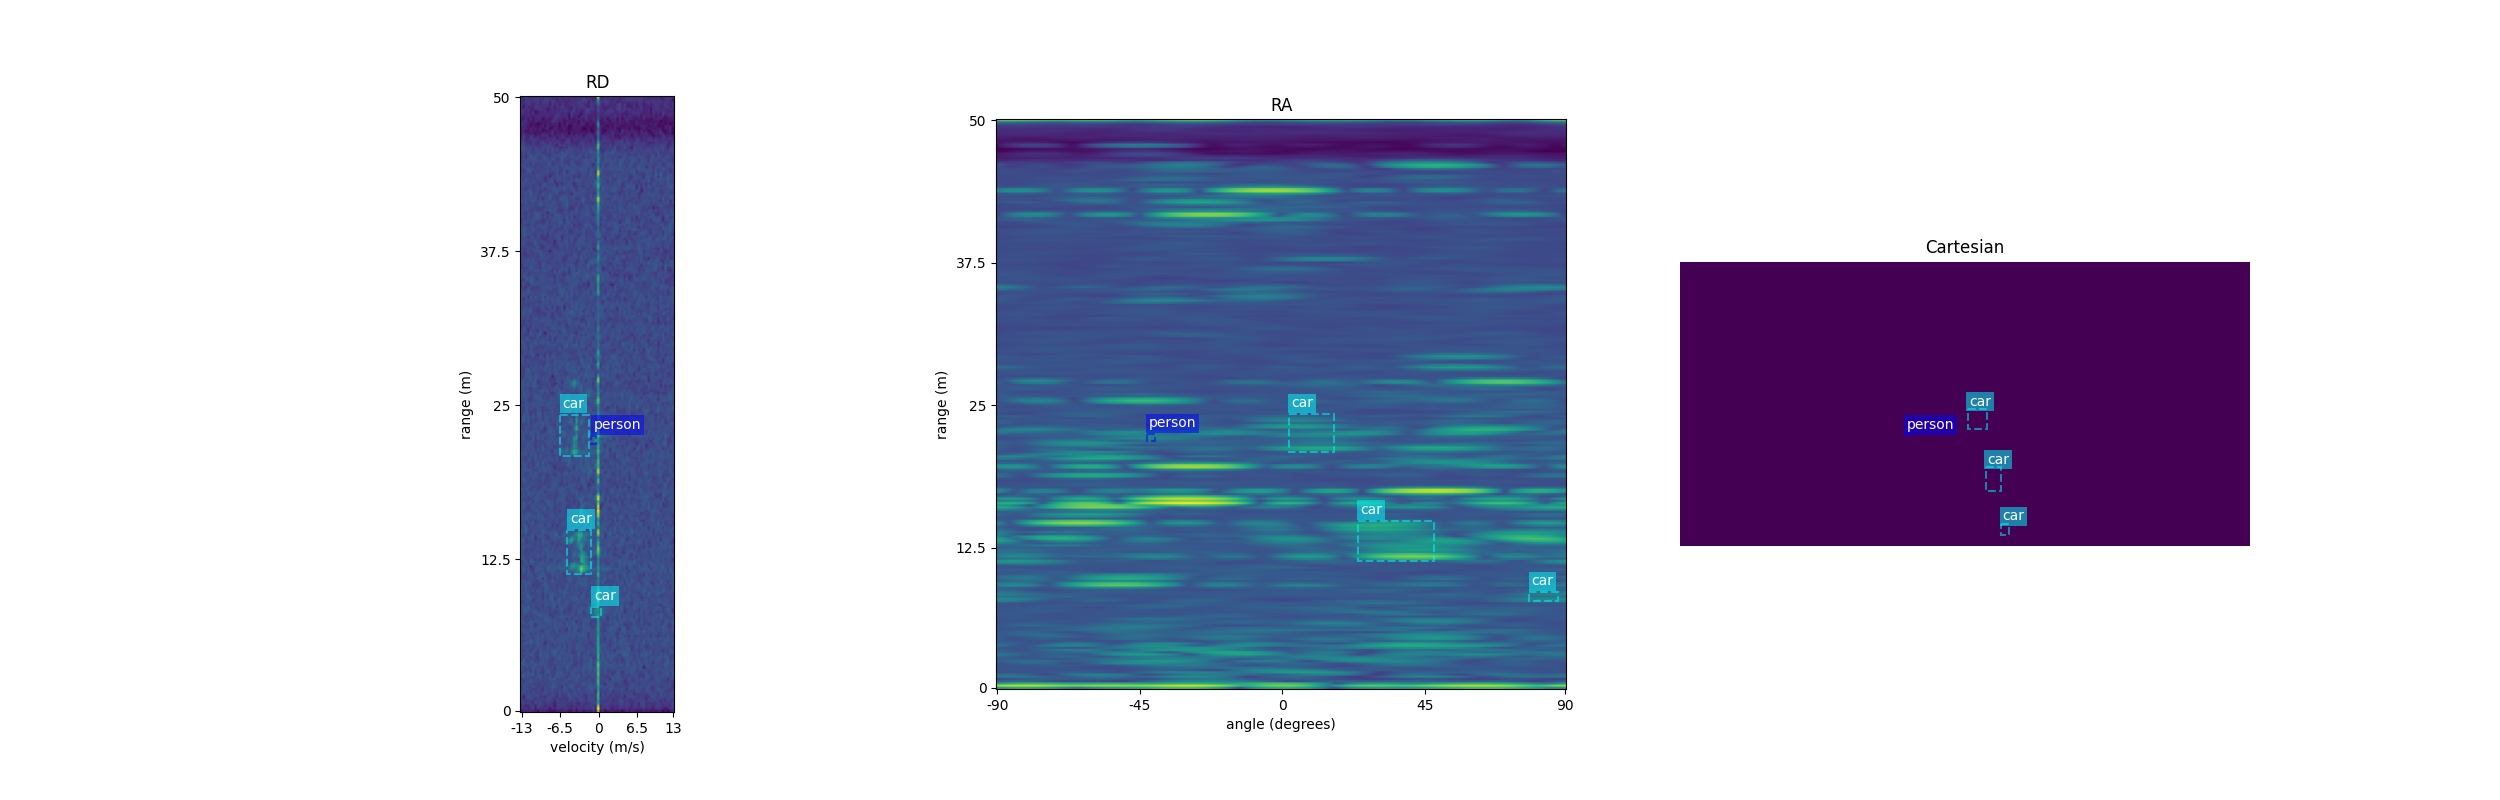 RD
50
37.5
25
12.5
0
range (m)
car
person
car
car
-13 -6.5 0 6.5 13
velocity (m/s)
RA
50
37.5
25
12.5
0
range (m)
car
person
car
car
-90 -45 0 45 90
angle (degrees)
Cartesian
car
person
car
car